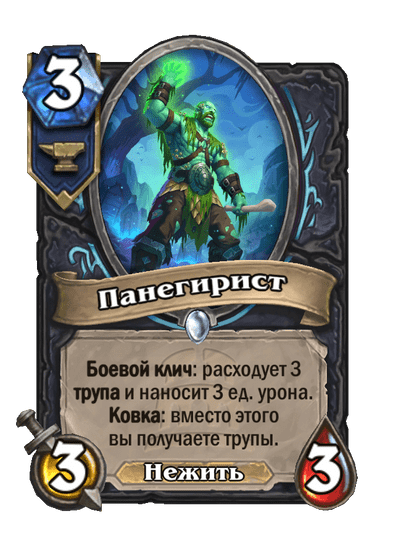 3
Панегирист
Боевой клич: расходует 3
трупа и наносит 3 ед. урона.
Ковка: вместо этого
вы получаете трупы.
3
Нежить
3